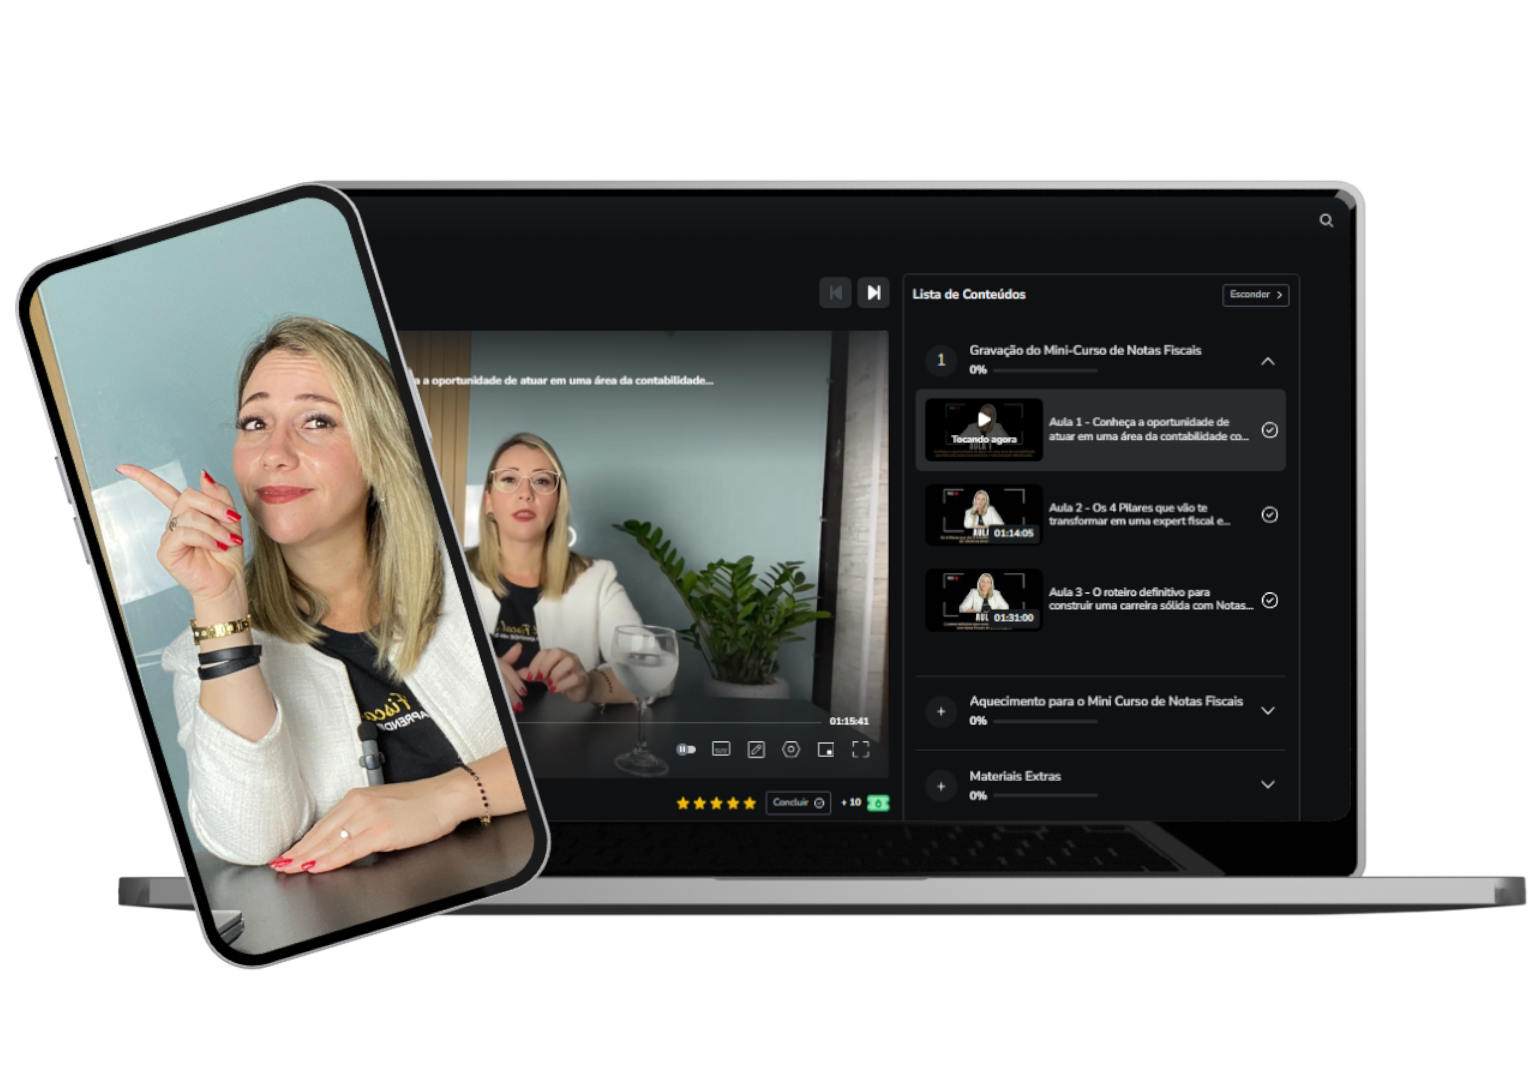 Lista de Conteúdos
Esconder
a a oportunidade de atuar em uma área da contabilidade...
1
Gravação do Mini-Curso de Notas Fiscais
0%
Tocando agora
Aula 1 - Conheça a oportunidade de
atuar em uma área da contabilidade co...
01:14:05
Aula 2 - Os 4 Pilares que vão te
transformar em uma expert fiscal e...
01:31:00
Aula 3 - O roteiro definitivo para
construir uma carreira sólida com Notas...
Aquecimento para o Mini Curso de Notas Fiscais
0%
01:15:41
Materiais Extras
0%
Concluir
+ 10
Fisca
APRENDE